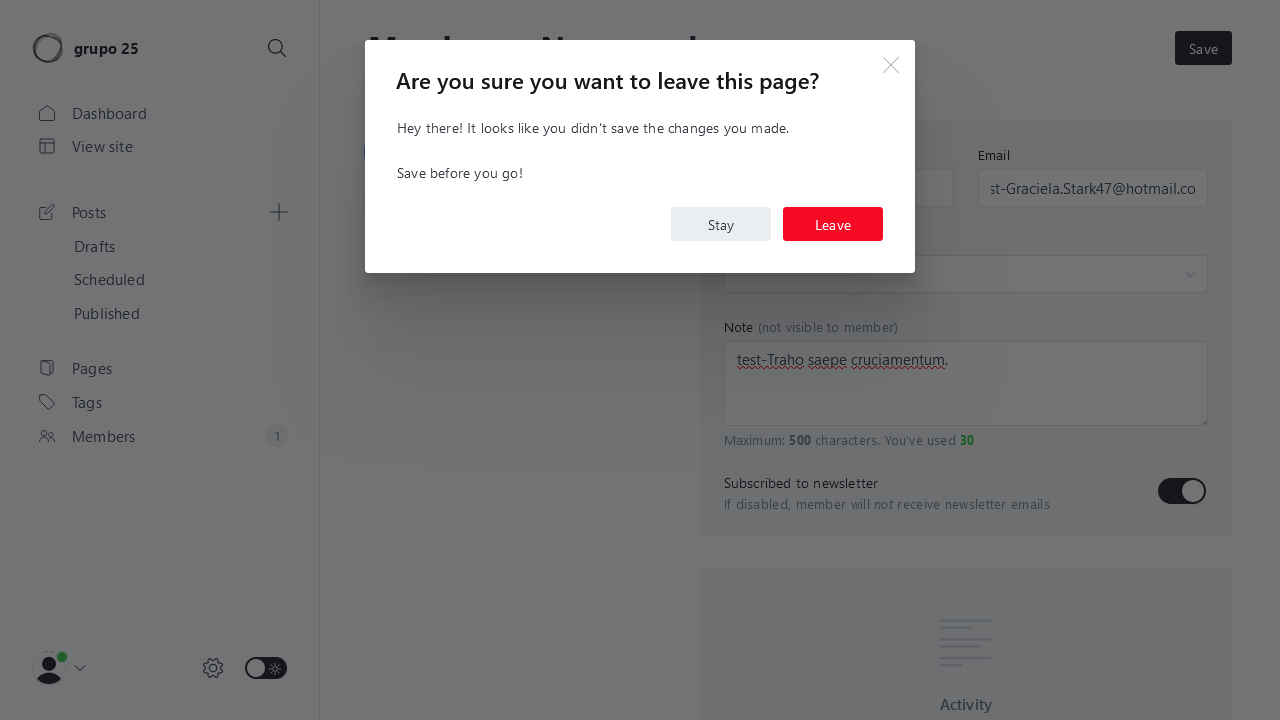 grupo 25
Save
Dashboard
View site
Posts
Drafts
Scheduled
Published
Pages
Tags
Members
1
Are you sure you want to leave this page?
Hey there! It looks like you didn't save the changes you made.
Save before you go!
Stay
Leave
Email
st-Graciela.Stark47@hotmail.co
Note (not visible to member)
test-Traho saepe cruciamentum.
Maximum: 500 characters. You've used 30
Subscribed to newsletter
If disabled, member will not receive newsletter emails
Activity